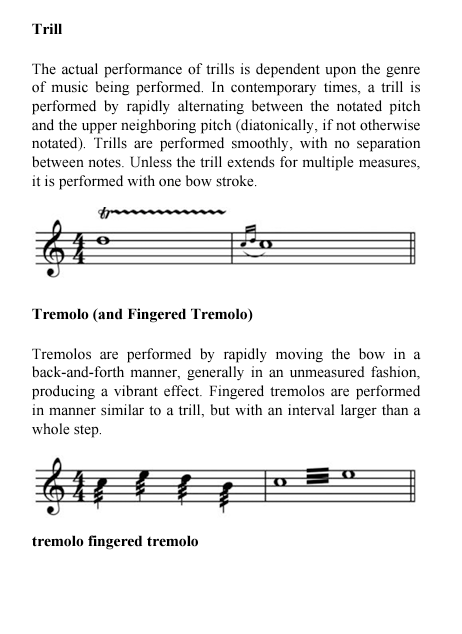 Trill
The actual performance of trills is dependent upon the genre
of music being performed. In contemporary times, a trill is
performed by rapidly alternating between the notated pitch
and the upper neighboring pitch (diatonically, if not otherwise
notated). Trills are performed smoothly, with no separation
between notes. Unless the trill extends for multiple measures,
it is performed with one bow stroke.
tr
4
4
Tremolo (and Fingered Tremolo)
Tremolos are performed by rapidly moving the bow in a
back-and-forth manner, generally in an unmeasured fashion,
producing a vibrant effect. Fingered tremolos are performed
in manner similar to a trill, but with an interval larger than a
whole step.
4
4
tremolo fingered tremolo